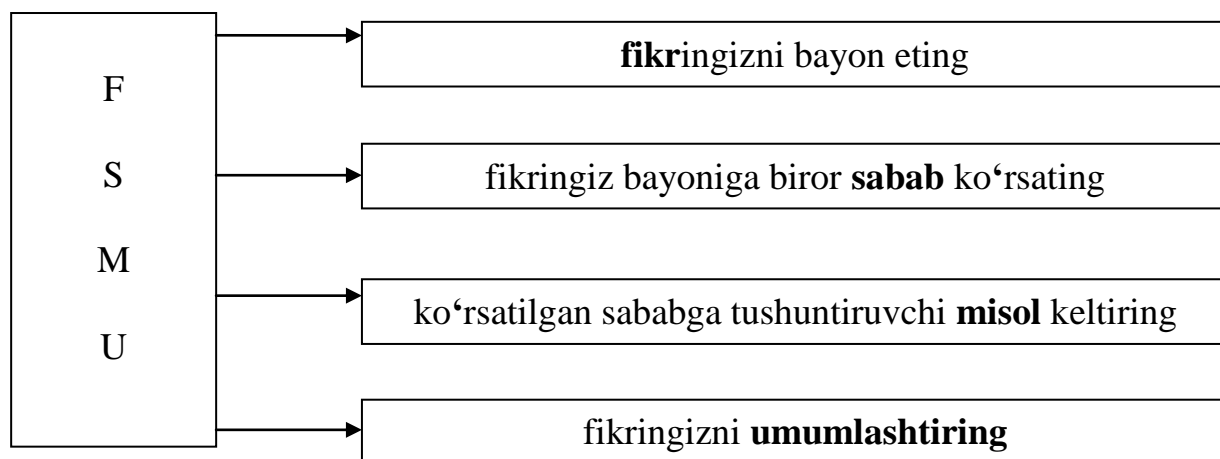 F
S
M
U
fikringizni bayon eting
fikringiz bayoniga biror sabab ko‘rsating
ko‘rsatilgan sababga tushuntiruvchi misol keltiring
fikringizni umumlashtiring